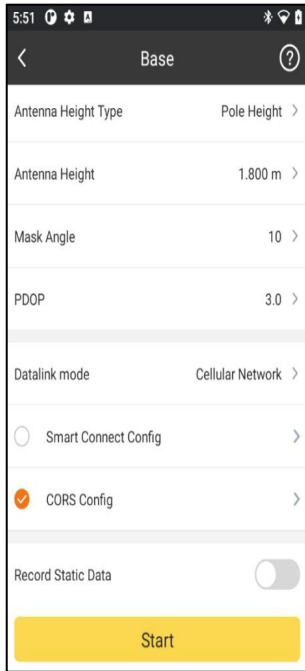 5:51
Base
Antenna Height Type Pole Height
Antenna Height 1.800 m
Mask Angle 10
PDOP 3.0
Datalink mode Cellular Network
Smart Connect Config
CORS Config
Record Static Data
Start